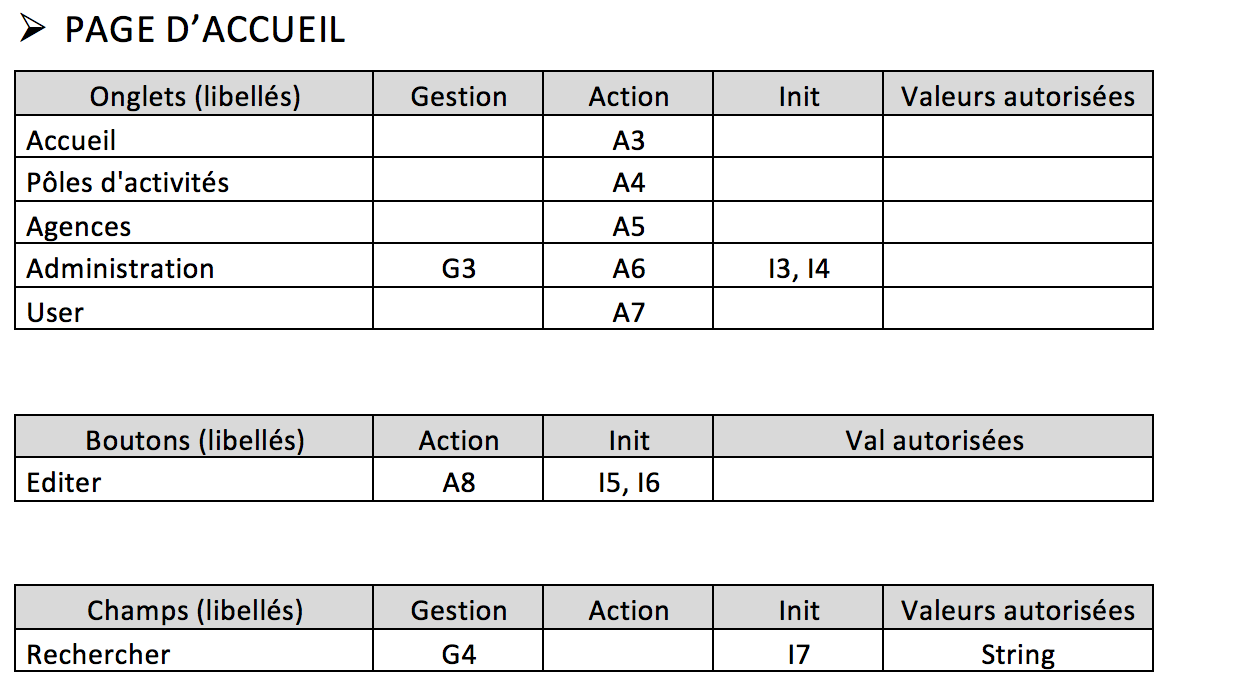 ➢ PAGE D’ACCUEIL
Onglets (libellés) Gestion Action Init Valeurs autorisées
Accueil A3
Pôles d'activités A4
Agences A5
Administration G3 A6 I3, I4
User A7
Boutons (libellés) Action Init Val autorisées
Editer A8 I5, I6
Champs (libellés) Gestion Action Init Valeurs autorisées
Rechercher G4 I7 String